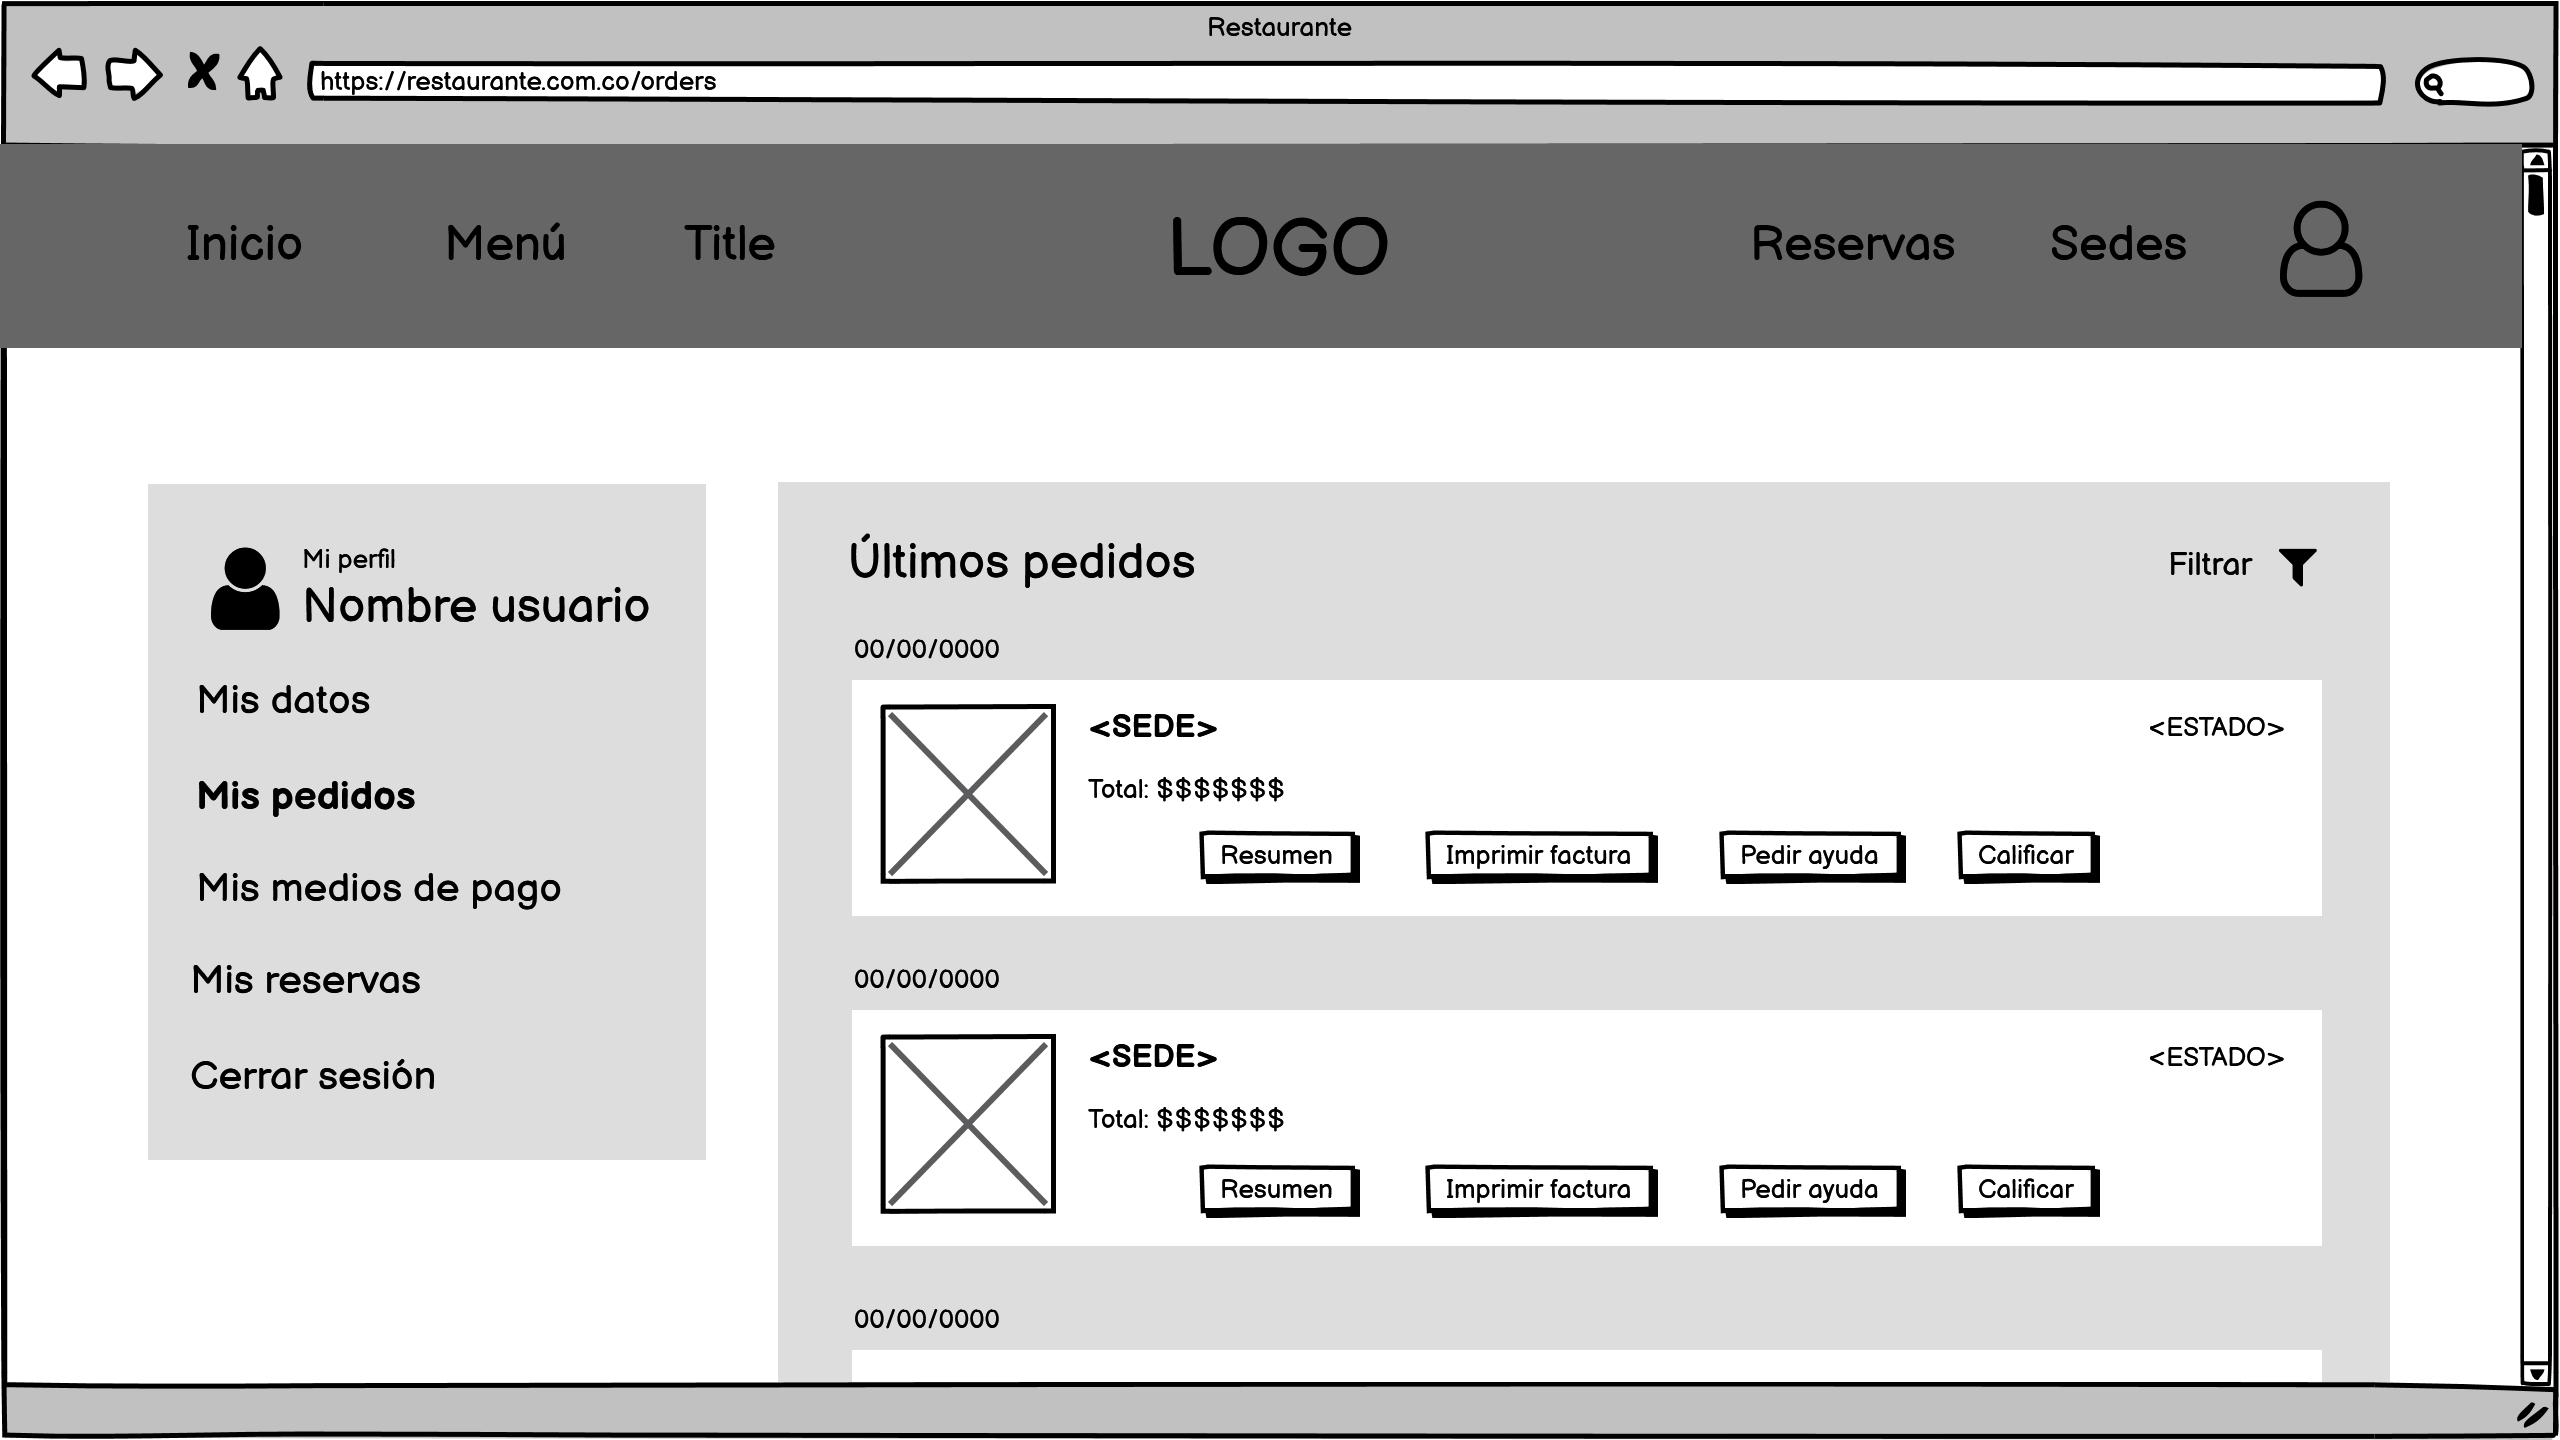 Restaurante
https://restaurante.com.co/orders
Inicio Menú Title LOGO Reservas Sedes
Mi perfil
Nombre usuario
Mis datos
Mis pedidos
Mis medios de pago
Mis reservas
Cerrar sesión
Últimos pedidos
Filtrar
00/00/0000
<SEDE>
<ESTADO>
Total: $$$$$$$
Resumen Imprimir factura Pedir ayuda Calificar
00/00/0000
<SEDE>
<ESTADO>
Total: $$$$$$$
Resumen Imprimir factura Pedir ayuda Calificar
00/00/0000